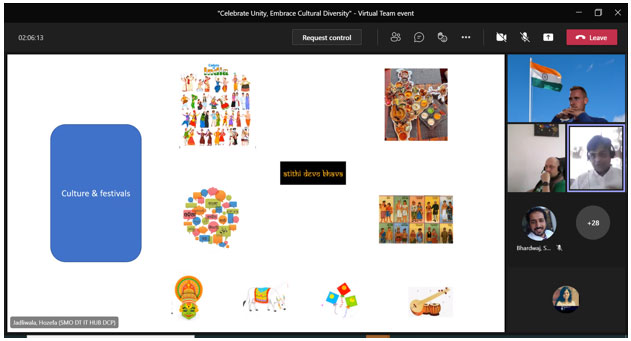 "Celebrate Unity, Embrace Cultural Diversity" - Virtual Team event
02:06:13
Request control
Leave
Culture & festivals
atithi devo bhava
Bhardwaj, S...
+28
Jadliwala, Hozefa (SMO DT IT HUB DCP)